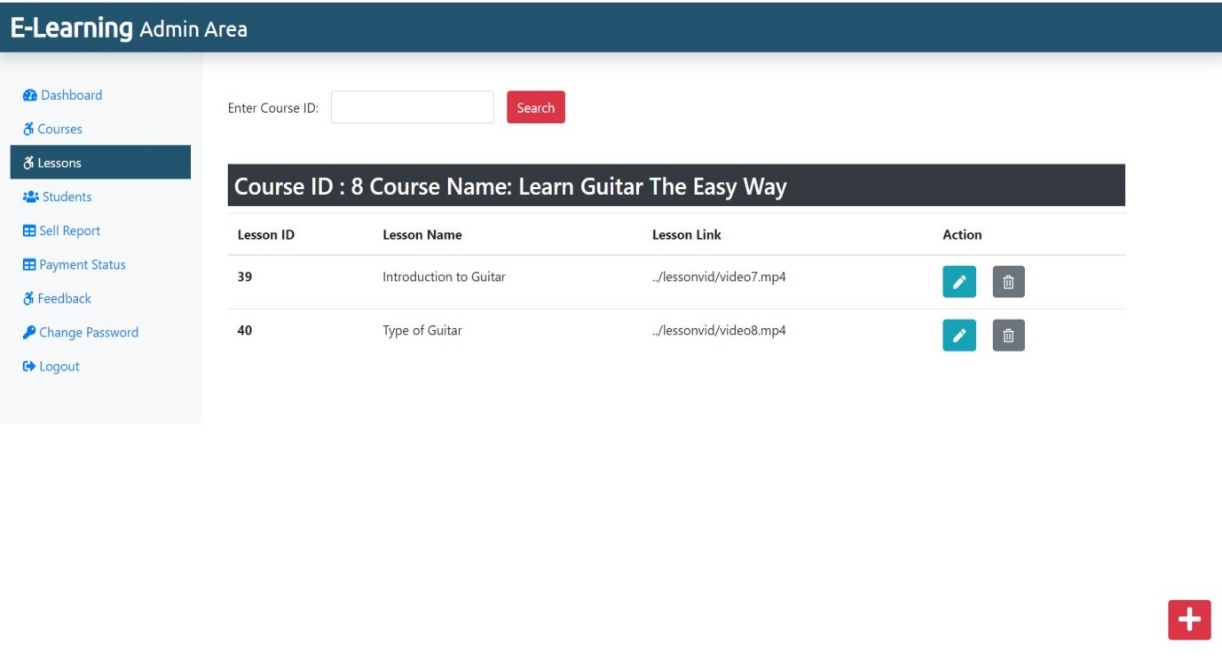 E-Learning Admin Area
Dashboard
Courses
Lessons
Students
Sell Report
Payment Status
Feedback
Change Password
Logout
Enter Course ID: Search
Course ID : 8 Course Name: Learn Guitar The Easy Way
Lesson ID Lesson Name Lesson Link Action
39 Introduction to Guitar ../lessonvid/video7.mp4
40 Type of Guitar ../lessonvid/video8.mp4